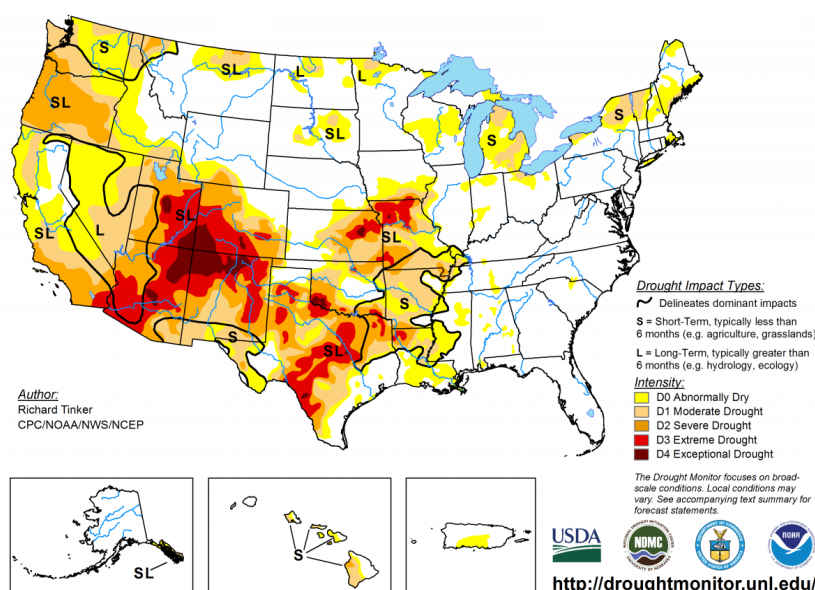 S
SL
SL
L
L
SL
S
S
SL
SL
L
SL
SL
S
S
SL
Drought Impact Types:
Delineates dominant impacts
S = Short-Term, typically less than
6 months (e.g. agriculture, grasslands)
L = Long-Term, typically greater than
6 months (e.g. hydrology, ecology)
Intensity:
D0 Abnormally Dry
D1 Moderate Drought
D2 Severe Drought
D3 Extreme Drought
D4 Exceptional Drought
Author:
Richard Tinker
CPC/NOAA/NWS/NCEP
The Drought Monitor focuses on broad-
scale conditions. Local conditions may
vary. See accompanying text summary for
forecast statements.
SL
S
USDA
NDMC
NOAA
http://droughtmonitor.unl.edu/